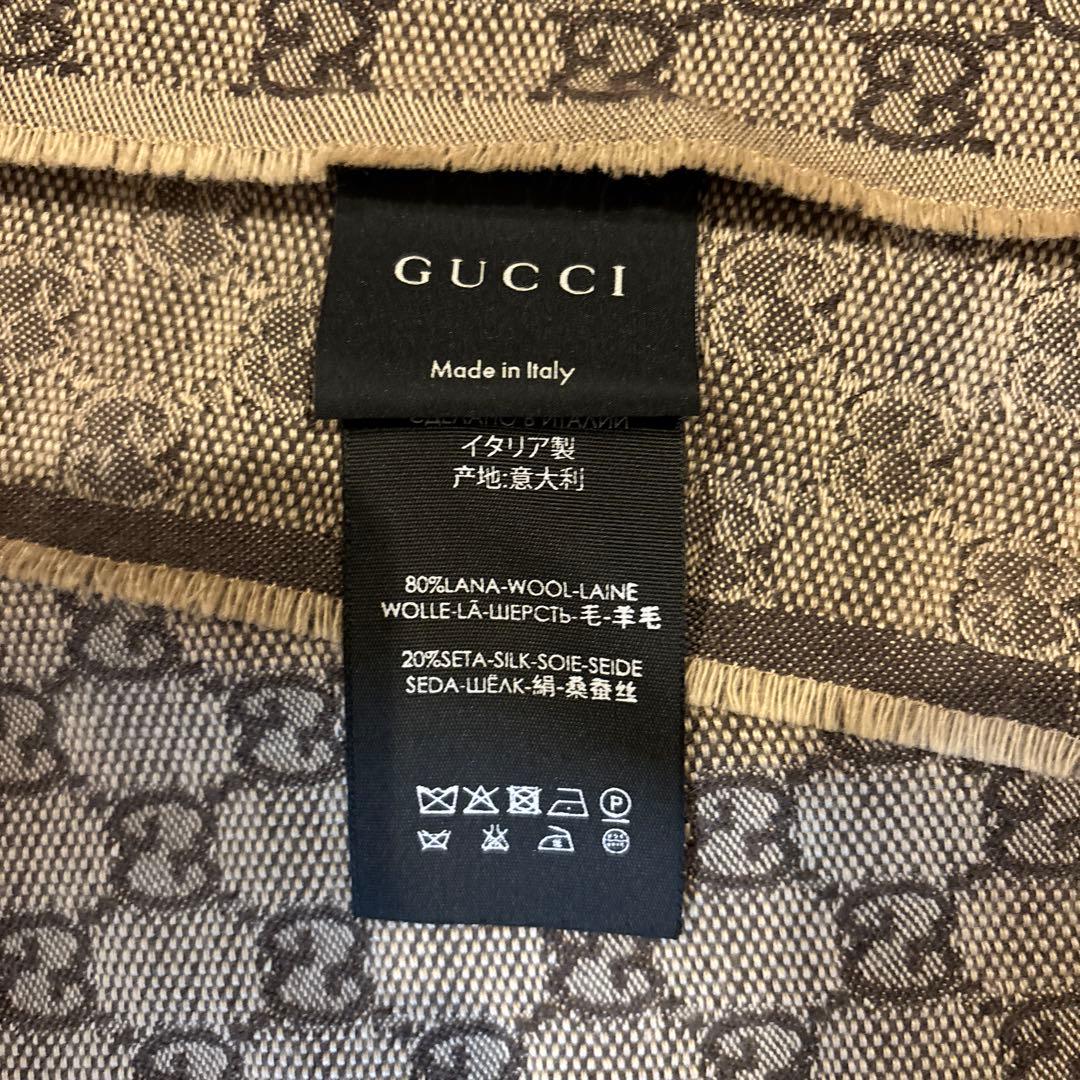 GUCCI
Made in Italy
СДЕЛАНО В ИТАЛИИ
イタリア製
产地:意大利
80%LANA-WOOL-LAINE
WOLLE-LÃ-ШЕРСТЬ-毛-羊毛
20%SETA-SILK-SOIE-SEIDE
SEDA-ШЁЛК-絹-桑蚕丝
P